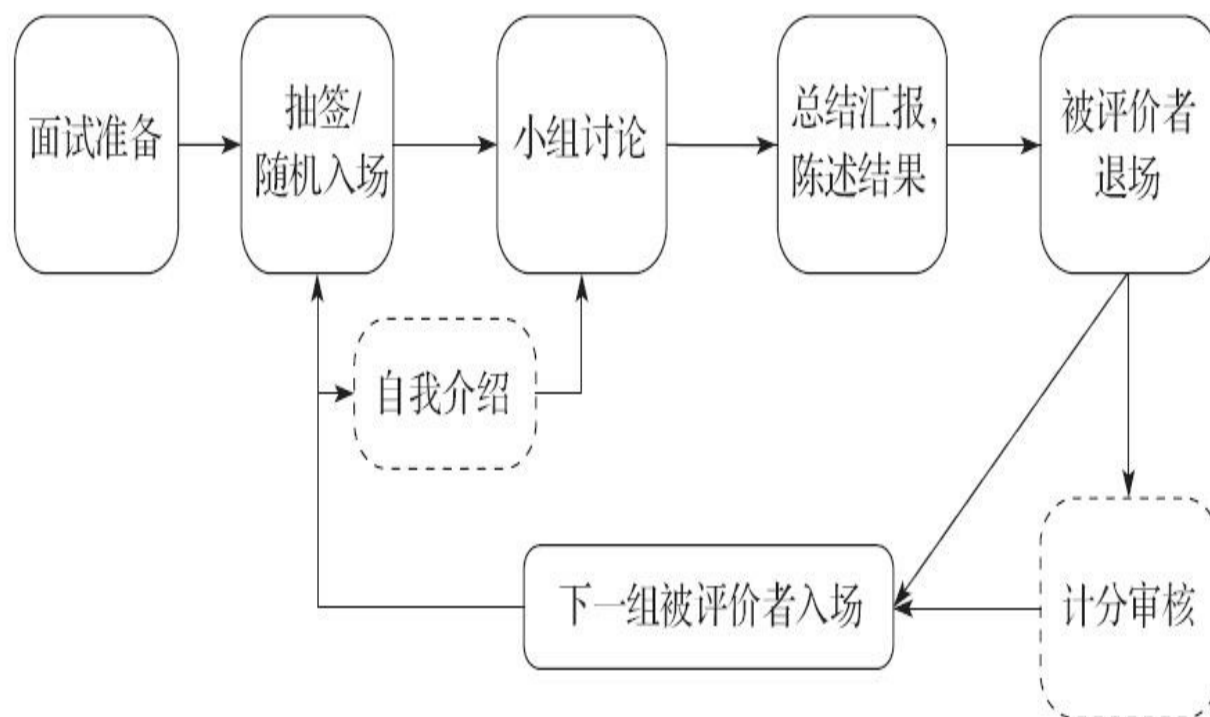 面试准备
抽签/
随机入场
小组讨论
总结汇报，
陈述结果
被评价者
退场
自我介绍
下一组被评价者入场
计分审核